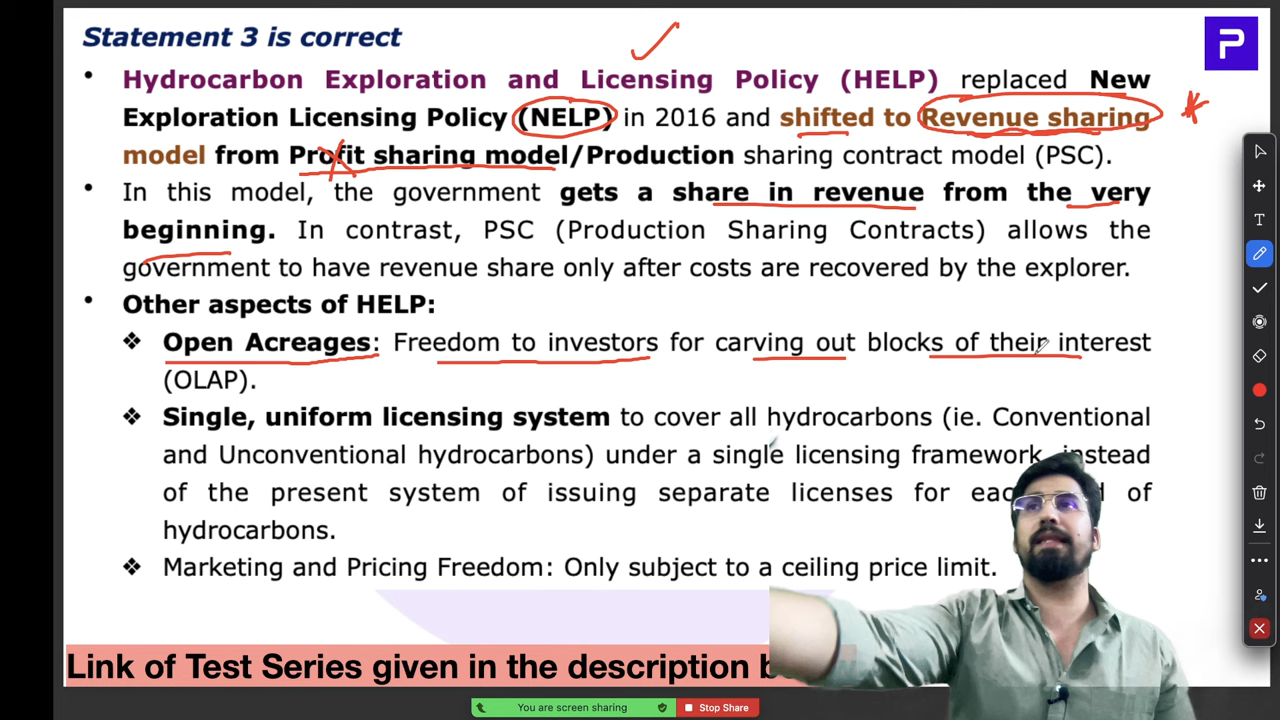 Statement 3 is correct
P
• Hydrocarbon Exploration and Licensing Policy (HELP) replaced New
Exploration Licensing Policy (NELP) in 2016 and shifted to Revenue sharing
model from Profit sharing model/Production sharing contract model (PSC).
• In this model, the government gets a share in revenue from the very
beginning. In contrast, PSC (Production Sharing Contracts) allows the
government to have revenue share only after costs are recovered by the explorer.
• Other aspects of HELP:
❖ Open Acreages: Freedom to investors for carving out blocks of their interest
(OLAP).
❖ Single, uniform licensing system to cover all hydrocarbons (ie. Conventional
and Unconventional hydrocarbons) under a single licensing framework, instead
of the present system of issuing separate licenses for of
hydrocarbons.
❖ Marketing and Pricing Freedom: Only subject to a ceiling price limit.
Link of Test Series given in the description
You are screen sharing Stop Share